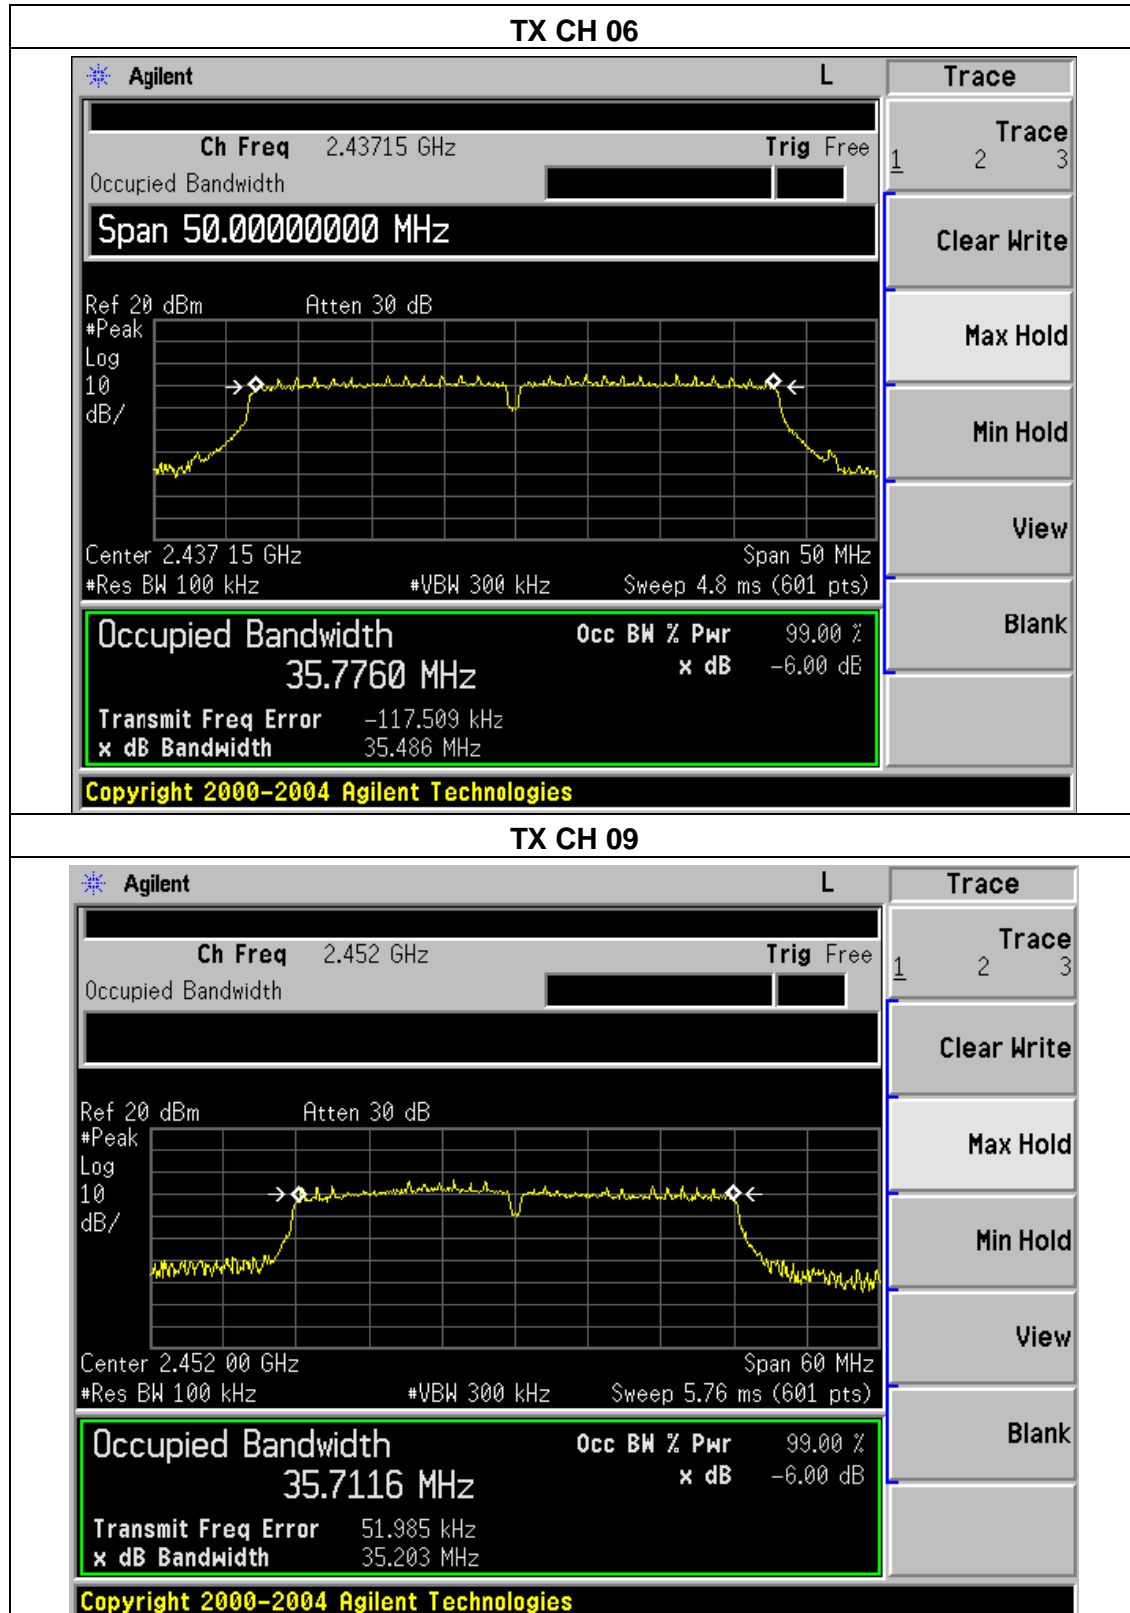 TX CH 06
Agilent L Trace
Ch Freq 2.43715 GHz Trig Free
Trace
1 2 3
Occupied Bandwidth
Span 50.00000000 MHz
Clear Write
Ref 20 dBm Atten 30 dB
#Peak
Log
10
dB/
Max Hold
Min Hold
View
Center 2.437 15 GHz Span 50 MHz
#Res BW 100 kHz #VBW 300 kHz Sweep 4.8 ms (601 pts)
Blank
Occupied Bandwidth Occ BW % Pwr 99.00 %
35.7760 MHz x dB -6.00 dB
Transmit Freq Error -117.509 kHz
x dB Bandwidth 35.486 MHz
Copyright 2000-2004 Agilent Technologies
TX CH 09
Agilent L Trace
Ch Freq 2.452 GHz Trig Free
Trace
1 2 3
Occupied Bandwidth
Clear Write
Ref 20 dBm Atten 30 dB
#Peak
Log
10
dB/
Max Hold
Min Hold
View
Center 2.452 00 GHz Span 60 MHz
#Res BW 100 kHz #VBW 300 kHz Sweep 5.76 ms (601 pts)
Blank
Occupied Bandwidth Occ BW % Pwr 99.00 %
35.7116 MHz x dB -6.00 dB
Transmit Freq Error 51.985 kHz
x dB Bandwidth 35.203 MHz
Copyright 2000-2004 Agilent Technologies